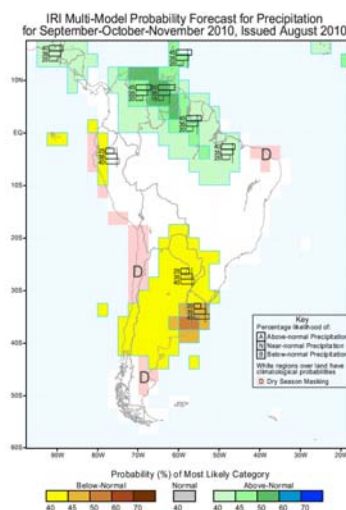 IRI Multi-Model Probability Forecast for Precipitation
for September-October-November 2010, Issued August 2010
10N
EQ
10S
20S
30S
40S
50S
60S
D
D
D
90W 80W 70W 60W 50W 40W 30W
Key
Percentage likelihood of:
A Above-normal Precipitation
N Near-normal Precipitation
B Below-normal Precipitation
White regions over land have
climatological probabilities
D Dry Season Masking
Probability (%) of Most Likely Category
Below-Normal Normal Above-Normal
40 45 50 60 70 40 40 45 50 60 70